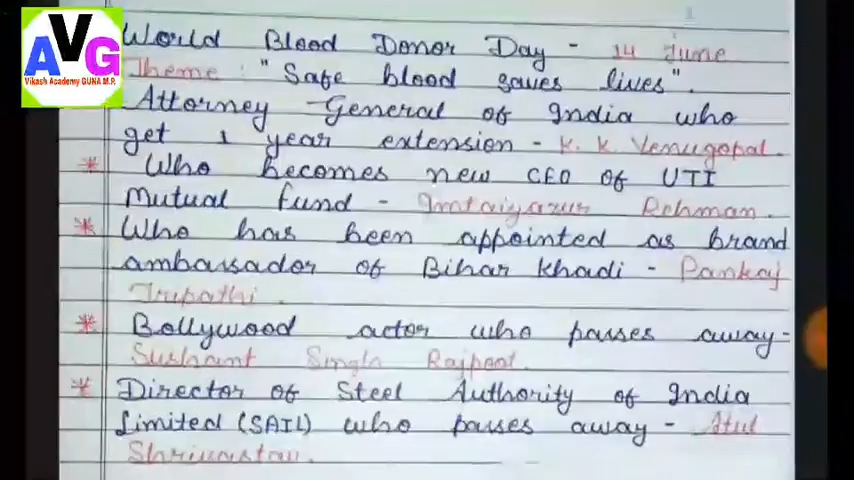 AVG
Vikash Academy GUNA M.P.
World Blood Donor Day - 14 June
Theme : "Safe blood saves lives".
Attorney -General of India who
get 1 year extension - K. K. Venugopal.
* Who becomes new CEO of UTI
Mutual Fund - Imtaiyazur Rehman.
* Who has been appointed as brand
ambassador of Bihar Khadi - Pankaj
Tripathi.
* Bollywood actor who passes away-
Sushant Singh Rajpoot.
* Director of Steel Authority of India
Limited (SAIL) who passes away - Atul
Shrivastav.